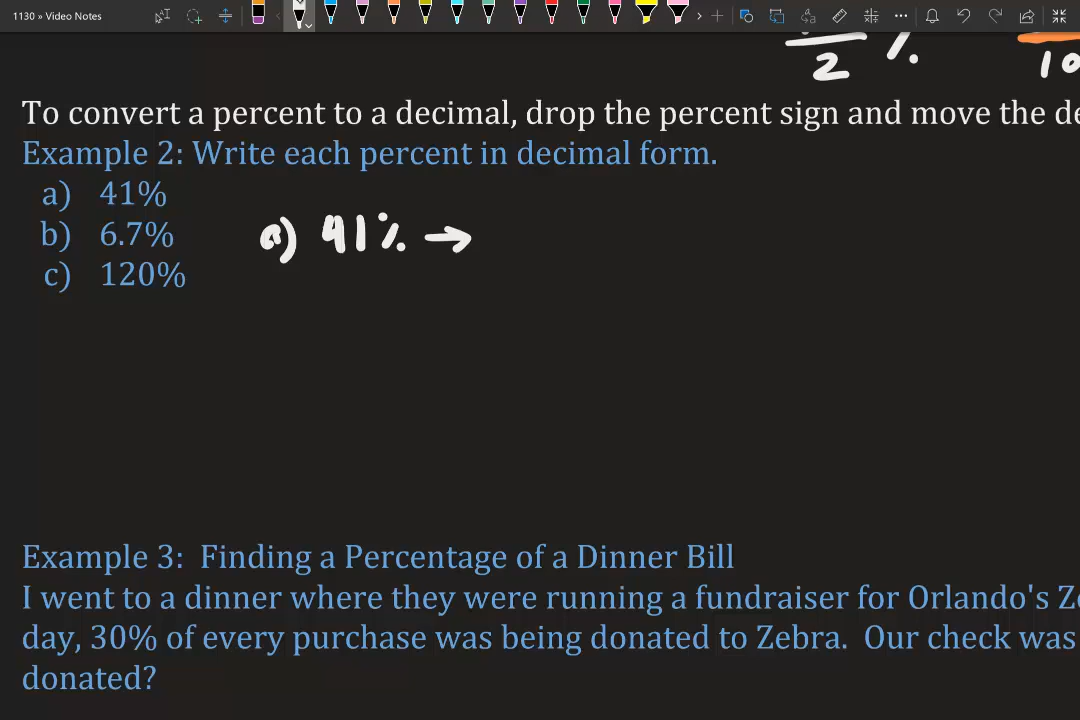 1130 » Video Notes
2 %. 10
To convert a percent to a decimal, drop the percent sign and move the de
Example 2: Write each percent in decimal form.
a) 41%
b) 6.7%
a) 41% →
c) 120%
Example 3: Finding a Percentage of a Dinner Bill
I went to a dinner where they were running a fundraiser for Orlando's Z
day, 30% of every purchase was being donated to Zebra. Our check was
donated?